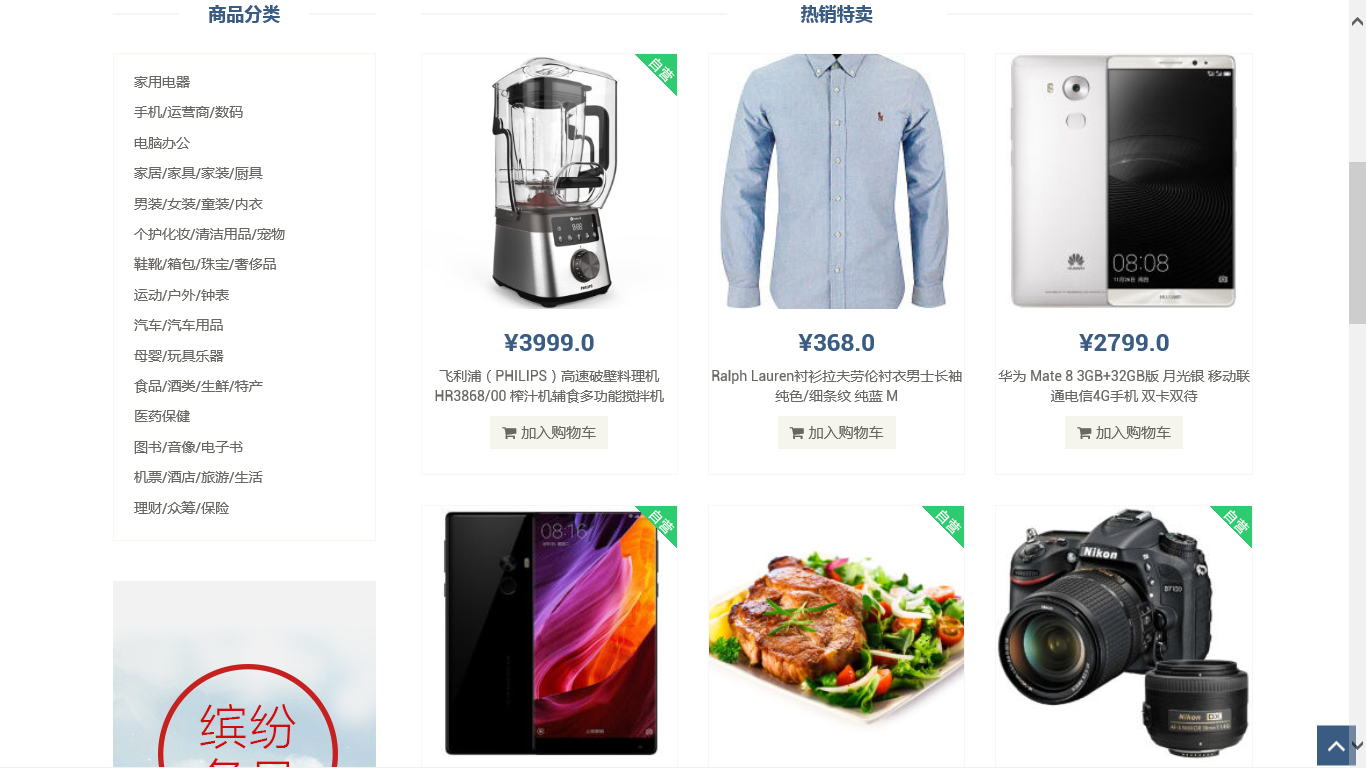 商品分类
热销特卖
家用电器
手机/运营商/数码
电脑办公
家居/家具/家装/厨具
男装/女装/童装/内衣
个护化妆/清洁用品/宠物
鞋靴/箱包/珠宝/奢侈品
运动/户外/钟表
汽车/汽车用品
母婴/玩具乐器
食品/酒类/生鲜/特产
医药保健
图书/音像/电子书
机票/酒店/旅游/生活
理财/众筹/保险
缤纷
自营
PHILIPS
¥3999.0
飞利浦（PHILIPS）高速破壁料理机
HR3868/00 榨汁机辅食多功能搅拌机
加入购物车
¥368.0
Ralph Lauren衬衫拉夫劳伦衬衣男士长袖
纯色/细条纹 纯蓝 M
加入购物车
HUAWEI
08:08
¥2799.0
华为 Mate 8 3GB+32GB版 月光银 移动联
通电信4G手机 双卡双待
加入购物车
自营
08:16
自营
自营
Nikon
D7100
Nikon DX